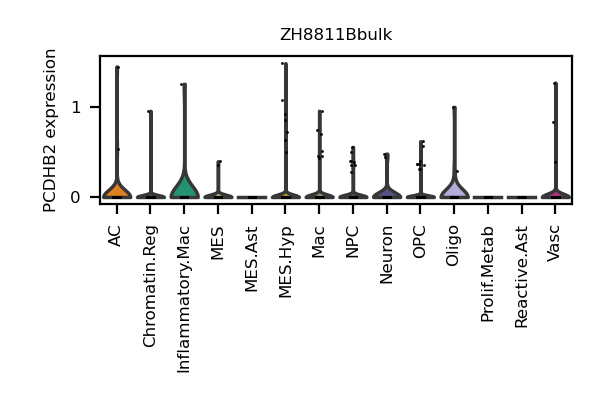 ZH8811Bbulk
PCDHB2 expression
1
0
AC
Chromatin.Reg
Inflammatory.Mac
MES
MES.Ast
MES.Hyp
Mac
NPC
Neuron
OPC
Oligo
Prolif.Metab
Reactive.Ast
Vasc